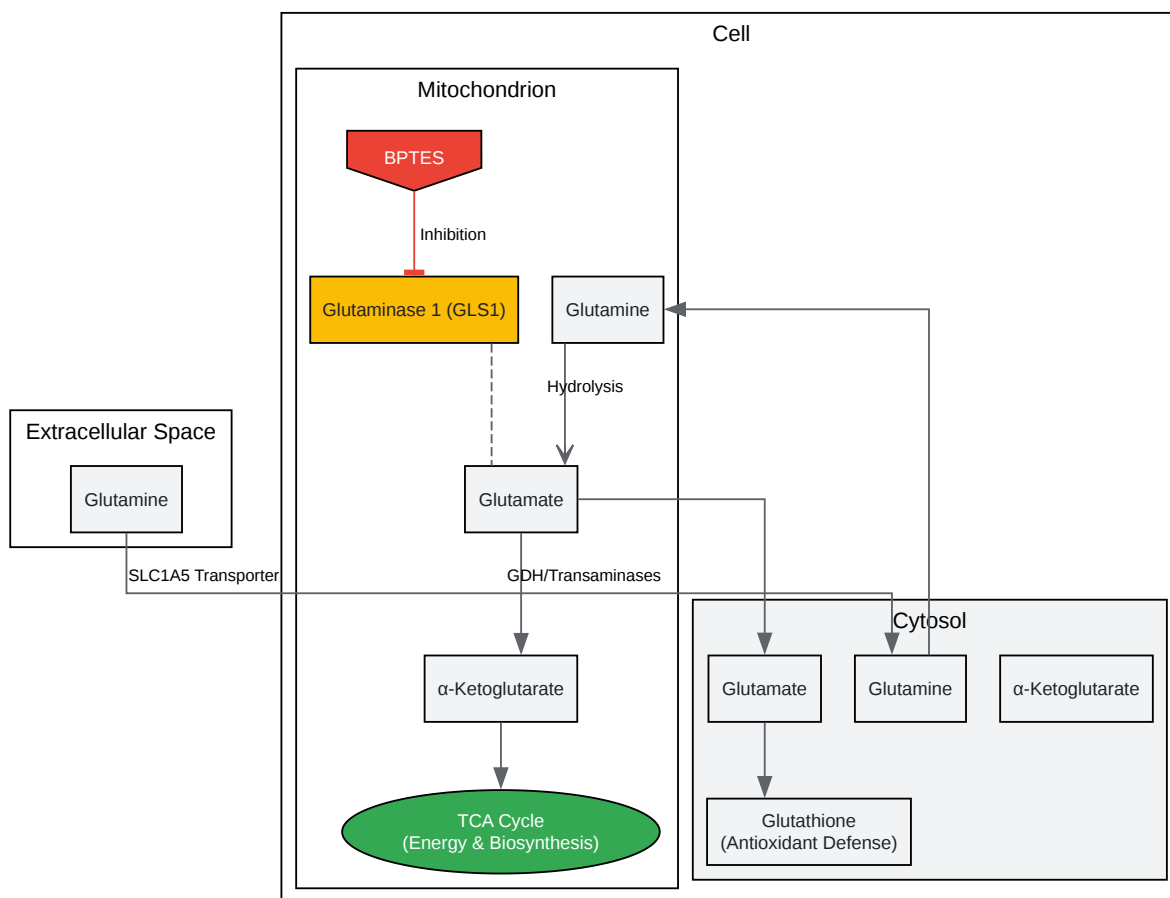 Cell
Mitochondrion
BPTES
Inhibition
Glutaminase 1 (GLS1)
Glutamine
Hydrolysis
Extracellular Space
Glutamine
Glutamate
SLC1A5 Transporter
GDH/Transaminases
Cytosol
α-Ketoglutarate
Glutamate
Glutamine
α-Ketoglutarate
TCA Cycle
(Energy & Biosynthesis)
Glutathione
(Antioxidant Defense)